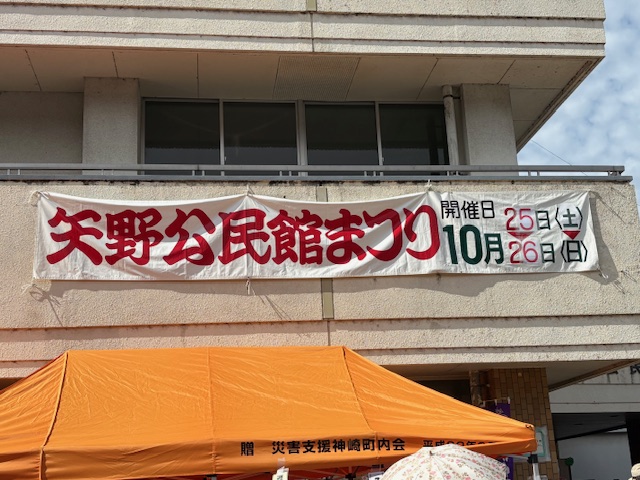 矢野公民館まつり
開催日
10月
25日〈土〉
26日〈日〉
贈 災害支援神崎町内会